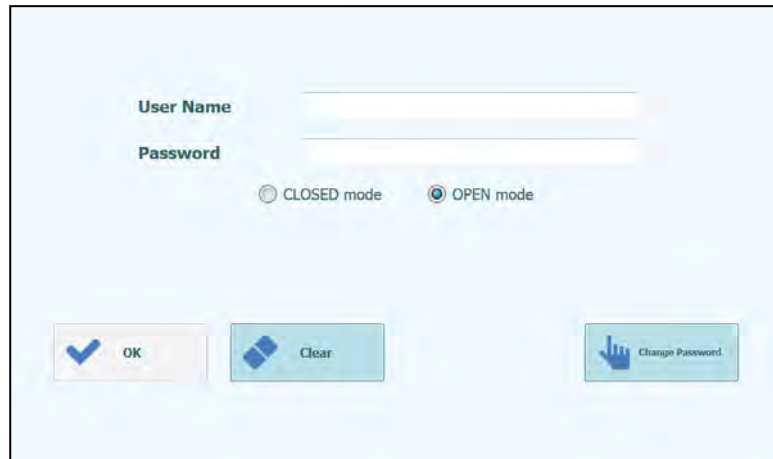 User Name
Password
CLOSED mode OPEN mode
OK Clear Change Password